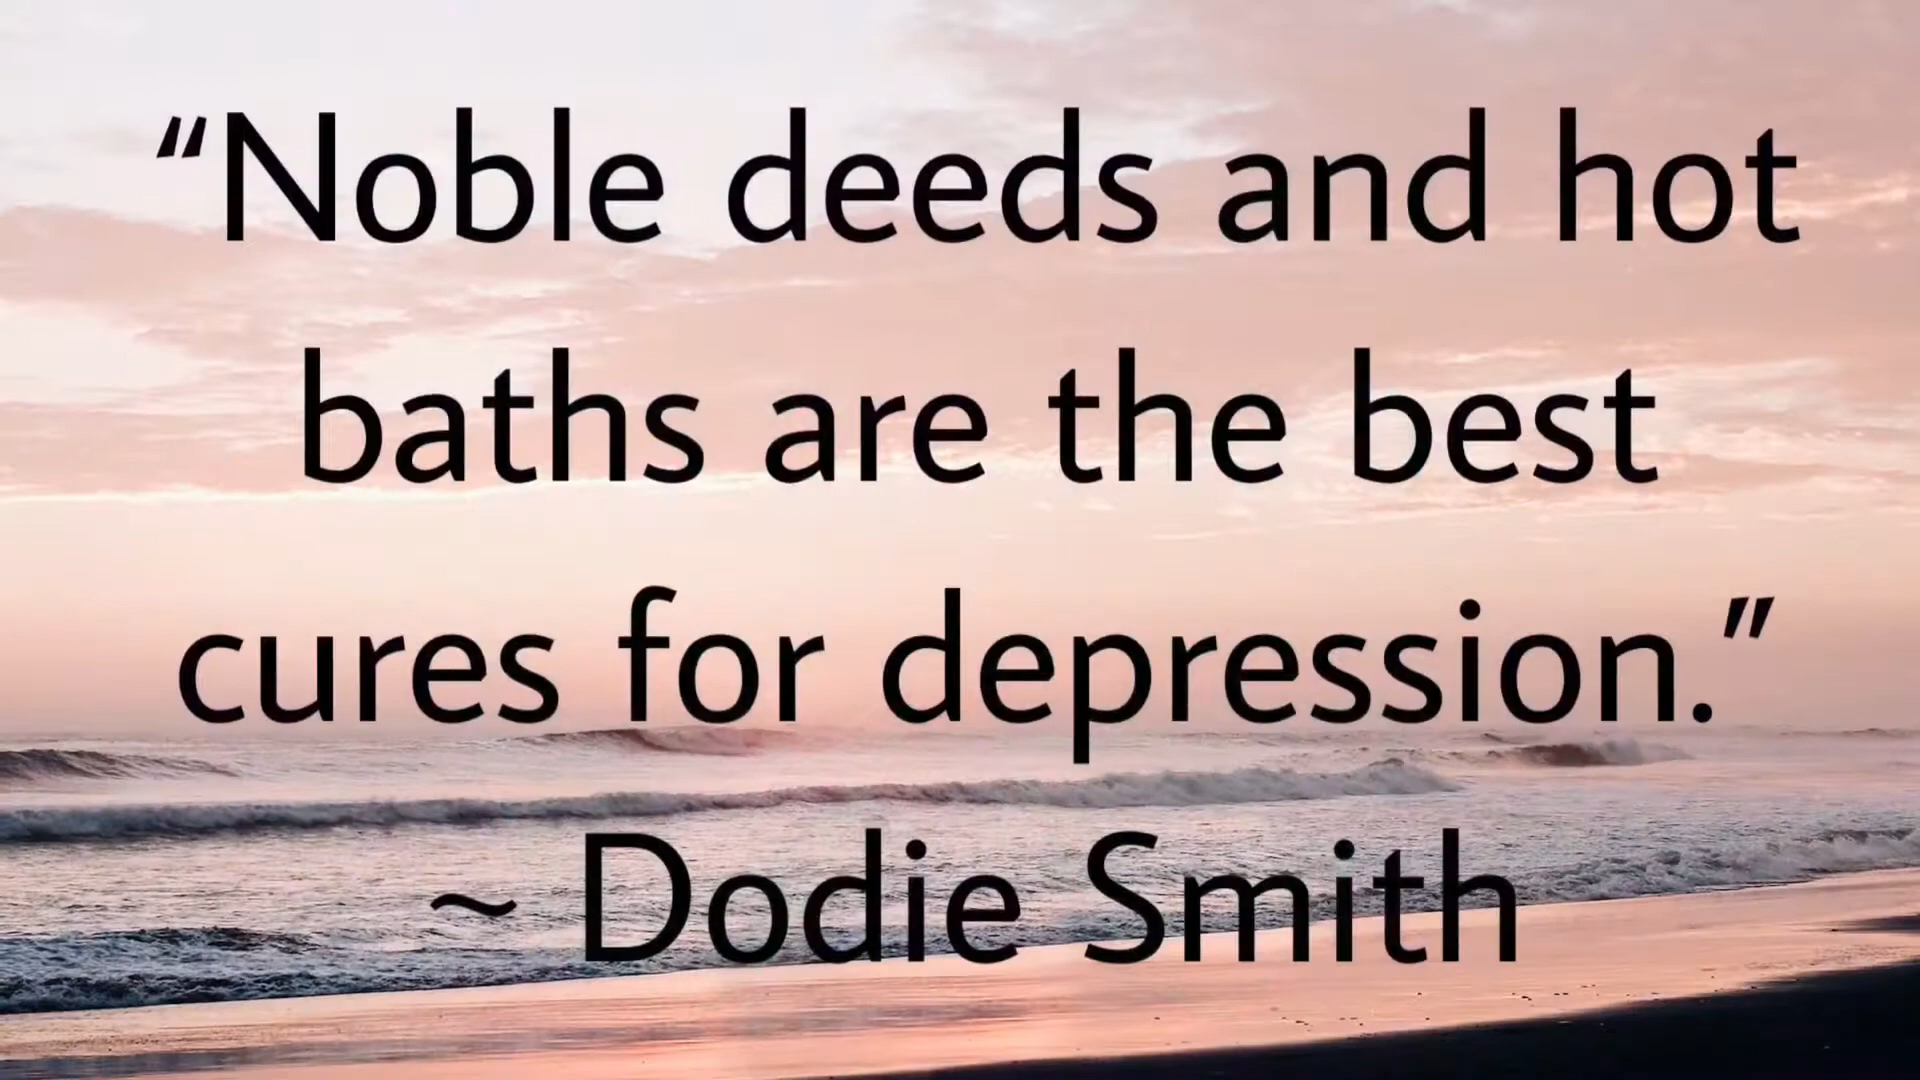 “Noble deeds and hot
baths are the best
cures for depression.”
~ Dodie Smith